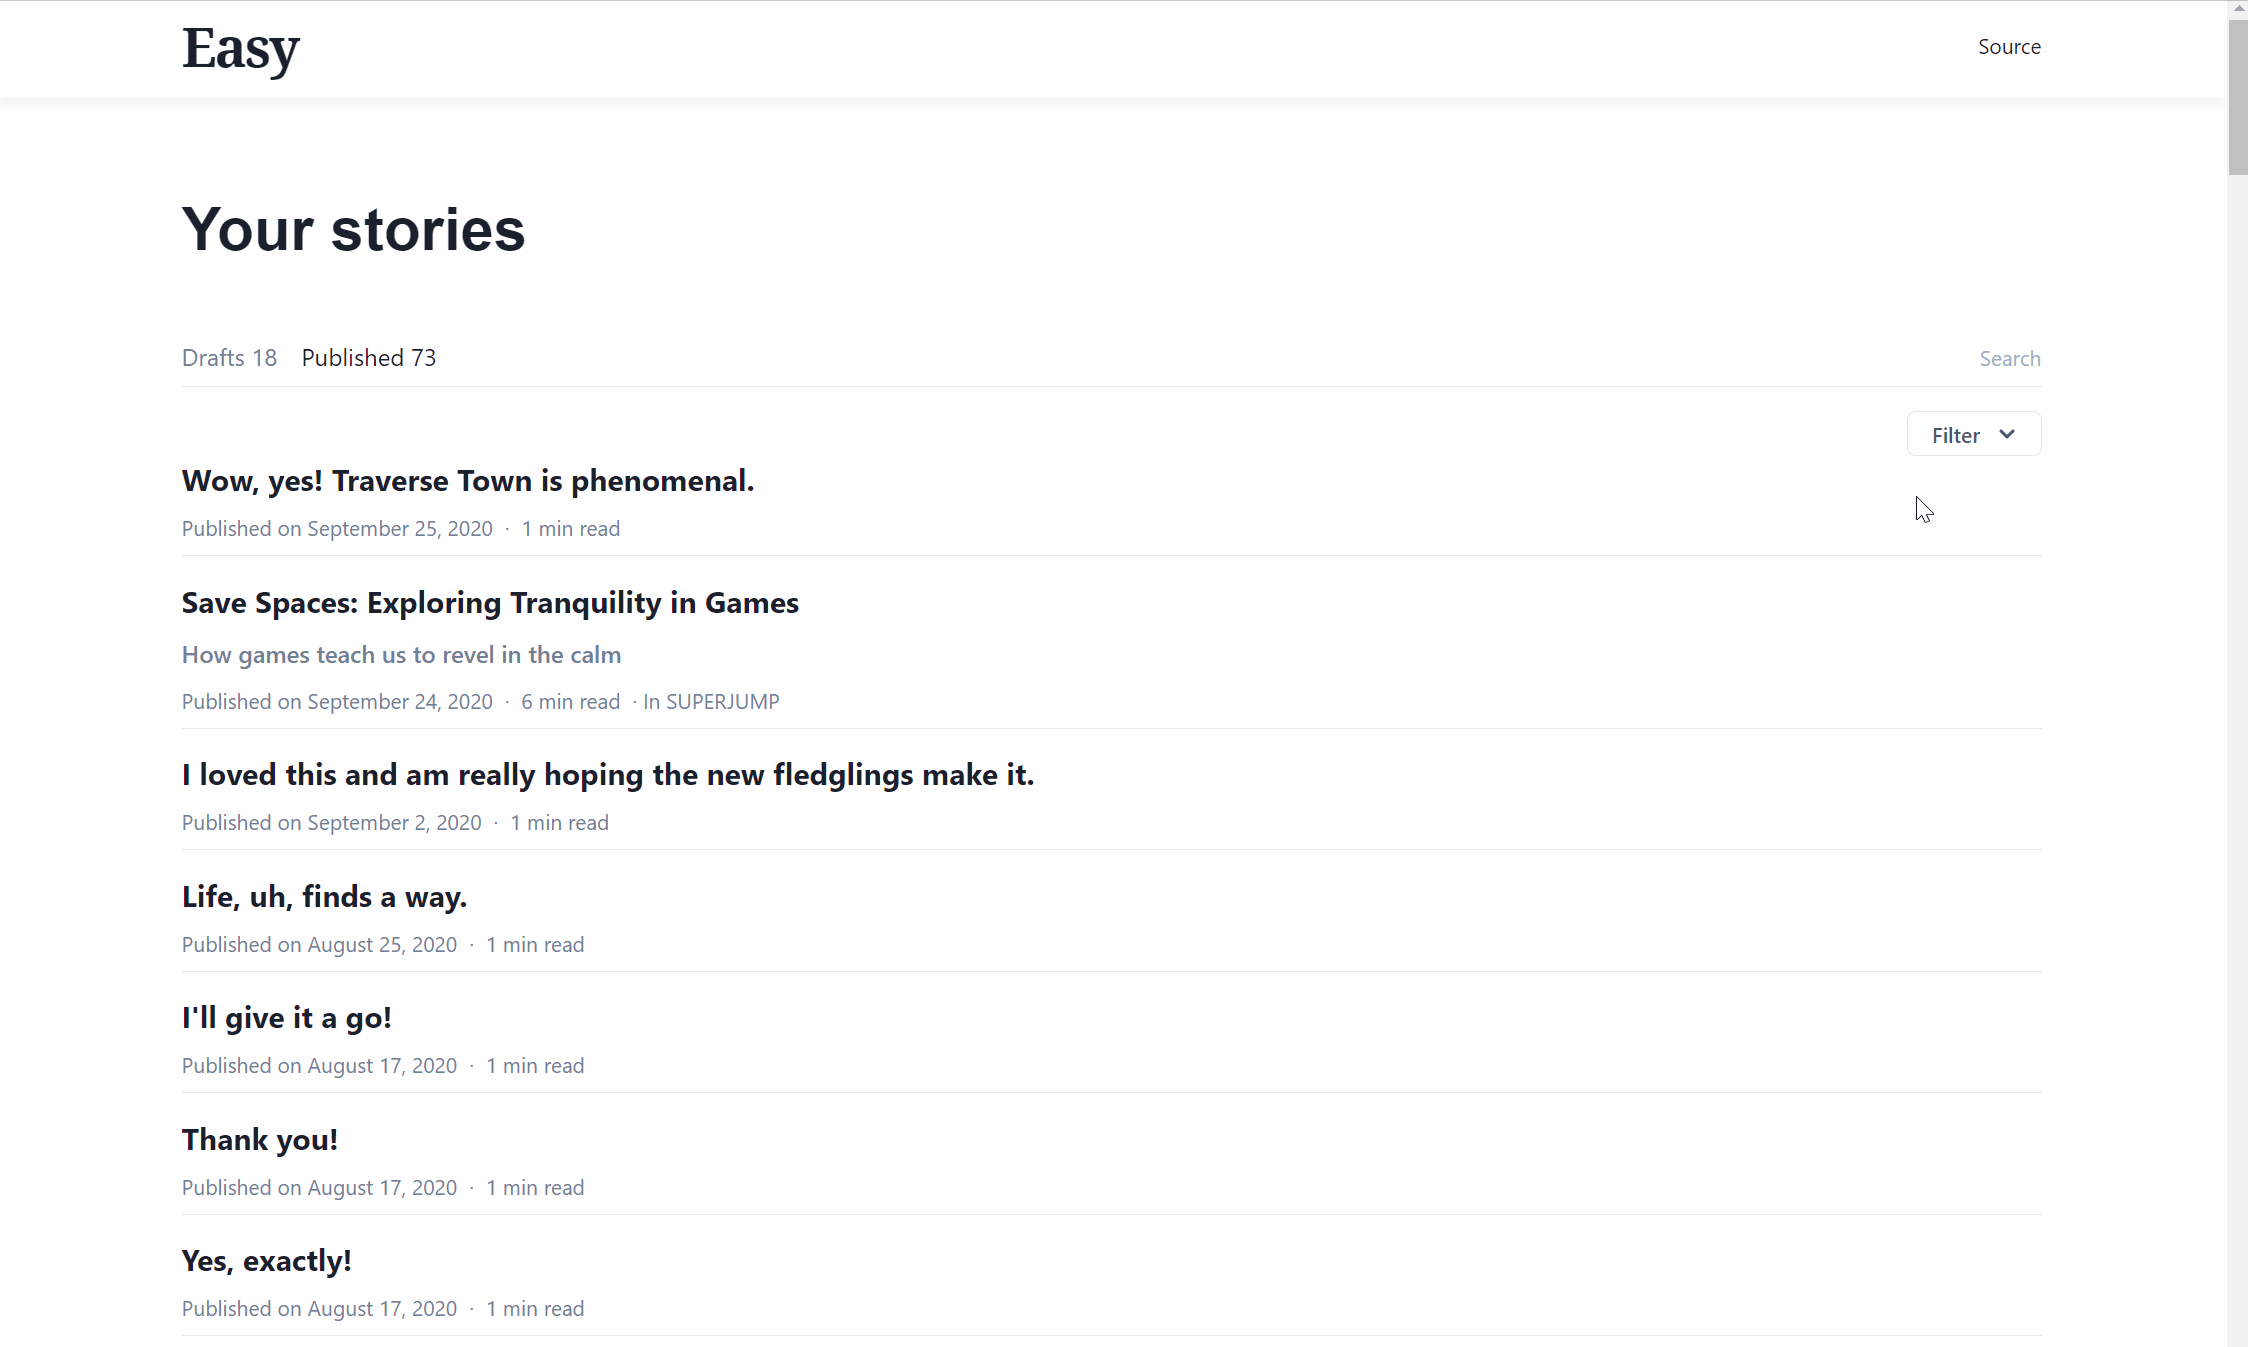 Easy
Source
Your stories
Drafts 18 Published 73
Search
Filter
Wow, yes! Traverse Town is phenomenal.
Published on September 25, 2020 · 1 min read
Save Spaces: Exploring Tranquility in Games
How games teach us to revel in the calm
Published on September 24, 2020 · 6 min read · In SUPERJUMP
I loved this and am really hoping the new fledglings make it.
Published on September 2, 2020 · 1 min read
Life, uh, finds a way.
Published on August 25, 2020 · 1 min read
I'll give it a go!
Published on August 17, 2020 · 1 min read
Thank you!
Published on August 17, 2020 · 1 min read
Yes, exactly!
Published on August 17, 2020 · 1 min read